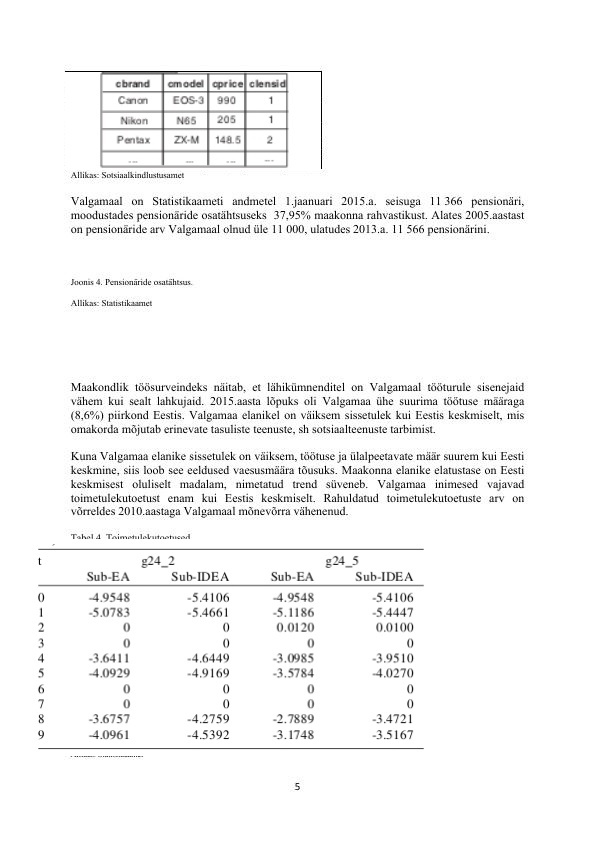 cbrand cmodel cprice clensid
Canon EOS-3 990 1
Nikon N65 205 1
Pentax ZX-M 148.5 2
... ... ... ...
Allikas: Sotsiaalkindlustusamet
Valgamaal on Statistikaameti andmetel 1.jaanuari 2015.a. seisuga 11 366 pensionäri,
moodustades pensionäride osatähtsuseks 37,95% maakonna rahvastikust. Alates 2005.aastast
on pensionäride arv Valgamaal olnud üle 11 000, ulatudes 2013.a. 11 566 pensionärini.
Joonis 4. Pensionäride osatähtsus.
Allikas: Statistikaamet
Maakondlik töösurveindeks näitab, et lähikümnenditel on Valgamaal tööturule sisenejaid
vähem kui sealt lahkujaid. 2015.aasta lõpuks oli Valgamaa ühe suurima töötuse määraga
(8,6%) piirkond Eestis. Valgamaa elanikel on väiksem sissetulek kui Eestis keskmiselt, mis
omakorda mõjutab erinevate tasuliste teenuste, sh sotsiaalteenuste tarbimist.
Kuna Valgamaa elanike sissetulek on väiksem, töötuse ja ülalpeetavate määr suurem kui Eesti
keskmine, siis loob see eeldused vaesusmäära tõusuks. Maakonna elanike elatustase on Eesti
keskmisest oluliselt madalam, nimetatud trend süveneb. Valgamaa inimesed vajavad
toimetulekutoetust enam kui Eestis keskmiselt. Rahuldatud toimetulekutoetuste arv on
võrreldes 2010.aastaga Valgamaal mõnevõrra vähenenud.
Tabel 4. Toimetulekutoetused
t g24_2 g24_5
Sub-EA Sub-IDEA Sub-EA Sub-IDEA
0 -4.9548 -5.4106 -4.9548 -5.4106
1 -5.0783 -5.4661 -5.1186 -5.4447
2 0 0 0.0120 0.0100
3 0 0 0 0
4 -3.6411 -4.6449 -3.0985 -3.9510
5 -4.0929 -4.9169 -3.5784 -4.0270
6 0 0 0 0
7 0 0 0 0
8 -3.6757 -4.2759 -2.7889 -3.4721
9 -4.0961 -4.5392 -3.1748 -3.5167
5